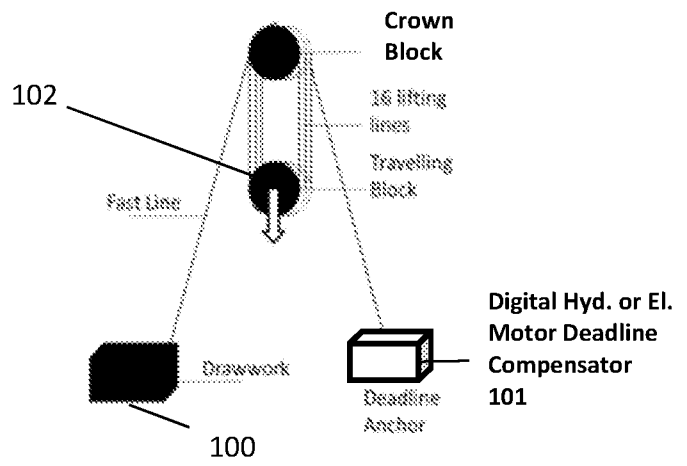 Crown
Block
102
16 lifting
lines
Travelling
Block
Fast Line
Digital Hyd. or El.
Motor Deadline
Compensator
101
Drawwork
Deadline
Anchor
100